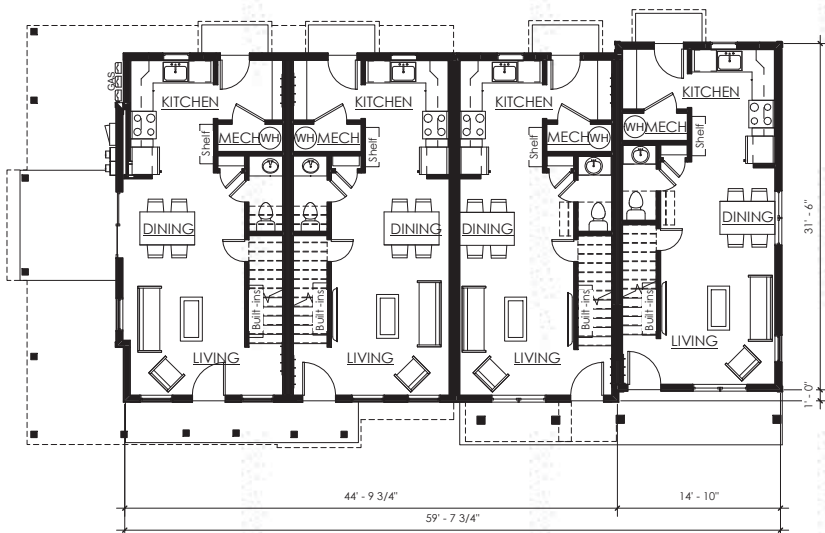 GAS
KITCHEN
KITCHEN
KITCHEN
KITCHEN
MECH
WH
WH
MECH
MECH
WH
WH
MECH
Shelf
Shelf
Shelf
Shelf
DINING
DINING
DINING
DINING
31' - 6"
Built-ins
Built-ins
Built-ins
Built-ins
LIVING
LIVING
LIVING
LIVING
1' - 0"
44' - 9 3/4"
14' - 10"
59' - 7 3/4"